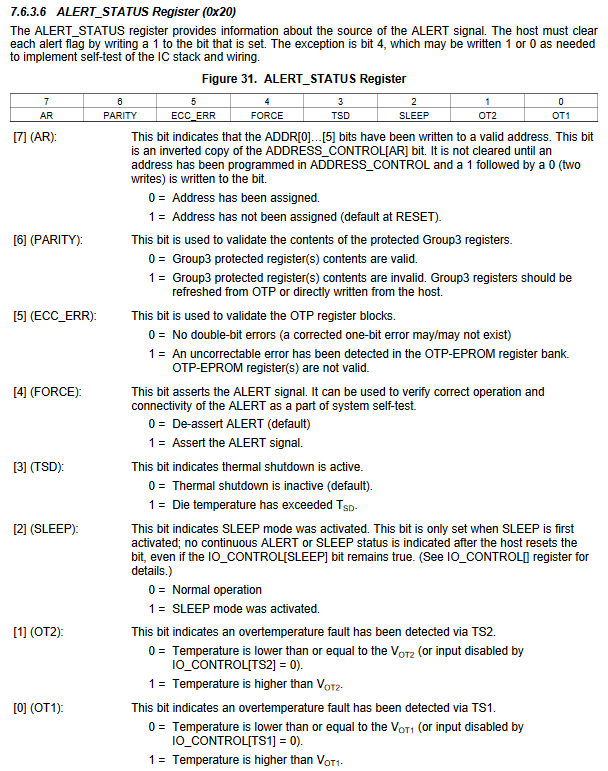 7.6.3.6 ALERT_STATUS Register (0x20)
The ALERT_STATUS register provides information about the source of the ALERT signal. The host must clear
each alert flag by writing a 1 to the bit that is set. The exception is bit 4, which may be written 1 or 0 as needed
to implement self-test of the IC stack and wiring.
Figure 31. ALERT_STATUS Register
7 6 5 4 3 2 1 0
AR PARITY ECC_ERR FORCE TSD SLEEP OT2 OT1
[7] (AR): This bit indicates that the ADDR[0]…[5] bits have been written to a valid address. This bit
is an inverted copy of the ADDRESS_CONTROL[AR] bit. It is not cleared until an
address has been programmed in ADDRESS_CONTROL and a 1 followed by a 0 (two
writes) is written to the bit.
0 = Address has been assigned.
1 = Address has not been assigned (default at RESET).
[6] (PARITY): This bit is used to validate the contents of the protected Group3 registers.
0 = Group3 protected register(s) contents are valid.
1 = Group3 protected register(s) contents are invalid. Group3 registers should be
refreshed from OTP or directly written from the host.
[5] (ECC_ERR): This bit is used to validate the OTP register blocks.
0 = No double-bit errors (a corrected one-bit error may/may not exist)
1 = An uncorrectable error has been detected in the OTP-EPROM register bank.
OTP-EPROM register(s) are not valid.
[4] (FORCE): This bit asserts the ALERT signal. It can be used to verify correct operation and
connectivity of the ALERT as a part of system self-test.
0 = De-assert ALERT (default)
1 = Assert the ALERT signal.
[3] (TSD): This bit indicates thermal shutdown is active.
0 = Thermal shutdown is inactive (default).
1 = Die temperature has exceeded TSD.
[2] (SLEEP): This bit indicates SLEEP mode was activated. This bit is only set when SLEEP is first
activated; no continuous ALERT or SLEEP status is indicated after the host resets the
bit, even if the IO_CONTROL[SLEEP] bit remains true. (See IO_CONTROL[] register for
details.)
0 = Normal operation
1 = SLEEP mode was activated.
[1] (OT2): This bit indicates an overtemperature fault has been detected via TS2.
0 = Temperature is lower than or equal to the VOT2 (or input disabled by
IO_CONTROL[TS2] = 0).
1 = Temperature is higher than VOT2.
[0] (OT1): This bit indicates an overtemperature fault has been detected via TS1.
0 = Temperature is lower than or equal to the VOT1 (or input disabled by
IO_CONTROL[TS1] = 0).
1 = Temperature is higher than VOT1.